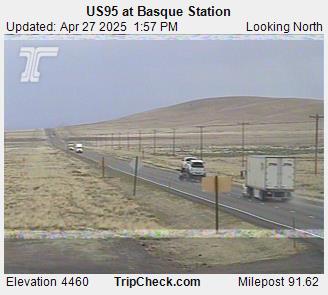 US95 at Basque Station
Updated: Apr 27 2025 1:57 PM Looking North
Elevation 4460 TripCheck.com Milepost 91.62